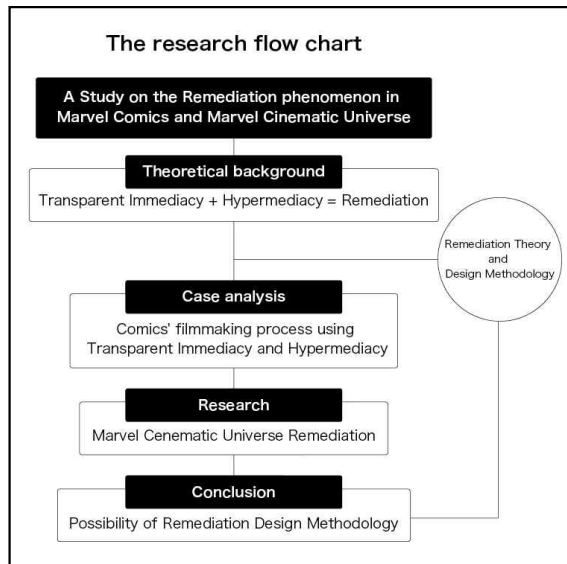 The research flow chart
A Study on the Remediation phenomenon in
Marvel Comics and Marvel Cinematic Universe
Theoretical background
Transparent Immediacy + Hypermediacy = Remediation
Remediation Theory
and
Design Methodology
Case analysis
Comics' filmmaking process using
Transparent Immediacy and Hypermediacy
Research
Marvel Cenematic Universe Remediation
Conclusion
Possibility of Remediation Design Methodology